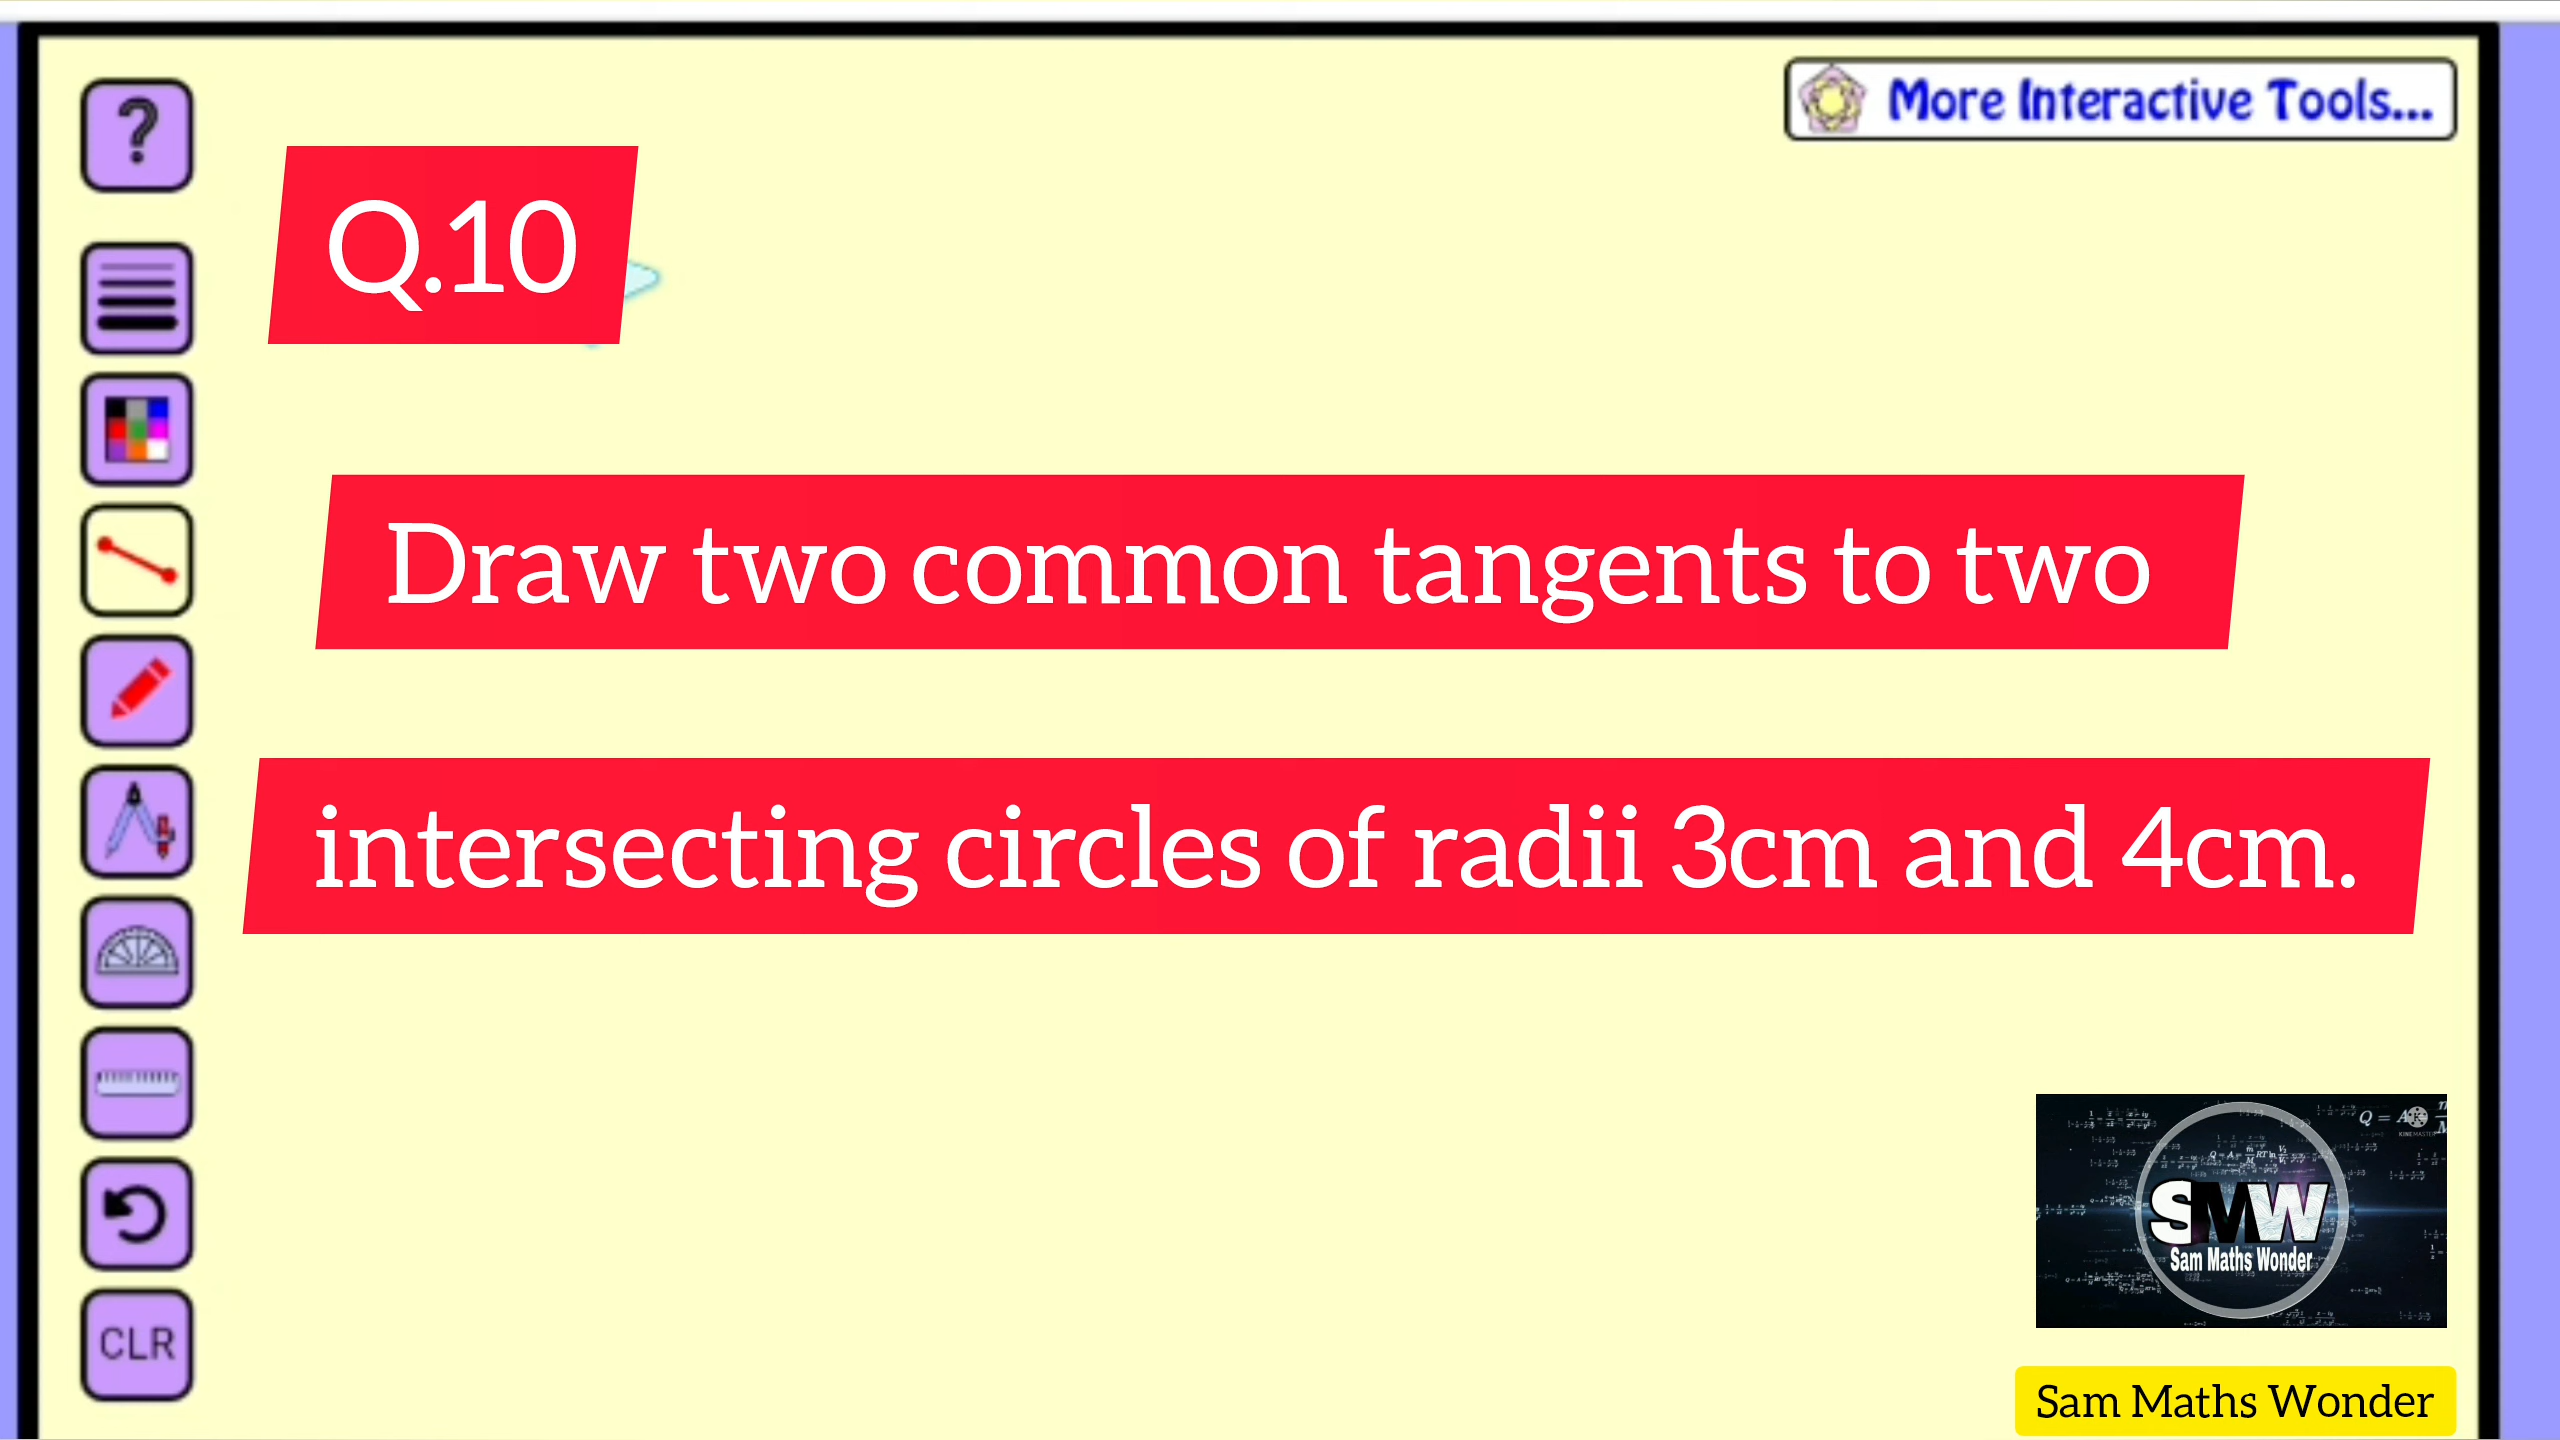 ?
More Interactive Tools...
Q.10
Draw two common tangents to two
intersecting circles of radii 3cm and 4cm.
SMW
Sam Maths Wonder
CLR
Sam Maths Wonder